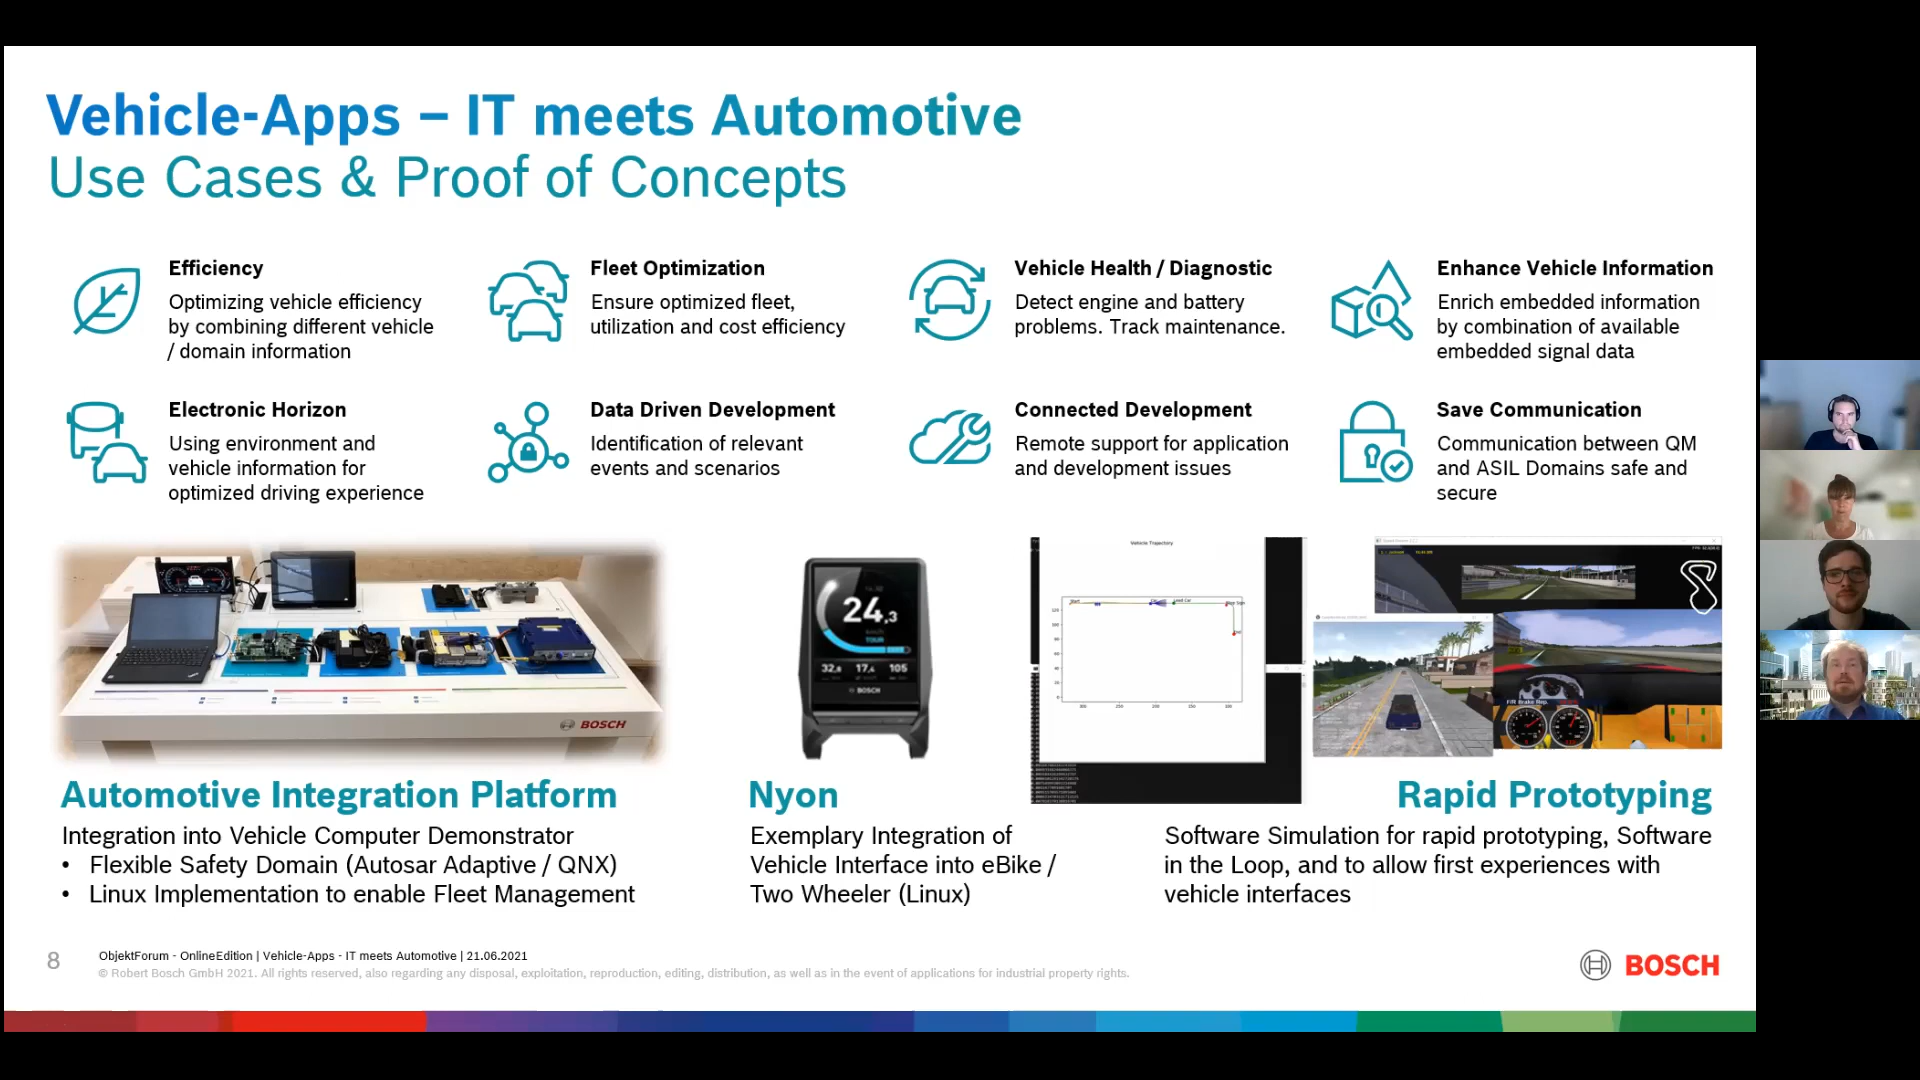 Vehicle-Apps – IT meets Automotive
Use Cases & Proof of Concepts
Efficiency
Optimizing vehicle efficiency
by combining different vehicle
/ domain information
Fleet Optimization
Ensure optimized fleet,
utilization and cost efficiency
Vehicle Health / Diagnostic
Detect engine and battery
problems. Track maintenance.
Enhance Vehicle Information
Enrich embedded information
by combination of available
embedded signal data
Electronic Horizon
Using environment and
vehicle information for
optimized driving experience
Data Driven Development
Identification of relevant
events and scenarios
Connected Development
Remote support for application
and development issues
Save Communication
Communication between QM
and ASIL Domains safe and
secure
BOSCH
24,3
TOUR
32,8 17,4 105
BOSCH
Vehicle Trajectory
Automotive Integration Platform
Integration into Vehicle Computer Demonstrator
• Flexible Safety Domain (Autosar Adaptive / QNX)
• Linux Implementation to enable Fleet Management
Nyon
Exemplary Integration of
Vehicle Interface into eBike /
Two Wheeler (Linux)
Rapid Prototyping
Software Simulation for rapid prototyping, Software
in the Loop, and to allow first experiences with
vehicle interfaces
8
ObjektForum - OnlineEdition | Vehicle-Apps - IT meets Automotive | 21.06.2021
© Robert Bosch GmbH 2021. All rights reserved, also regarding any disposal, exploitation, reproduction, editing, distribution, as well as in the event of applications for industrial property rights.
BOSCH